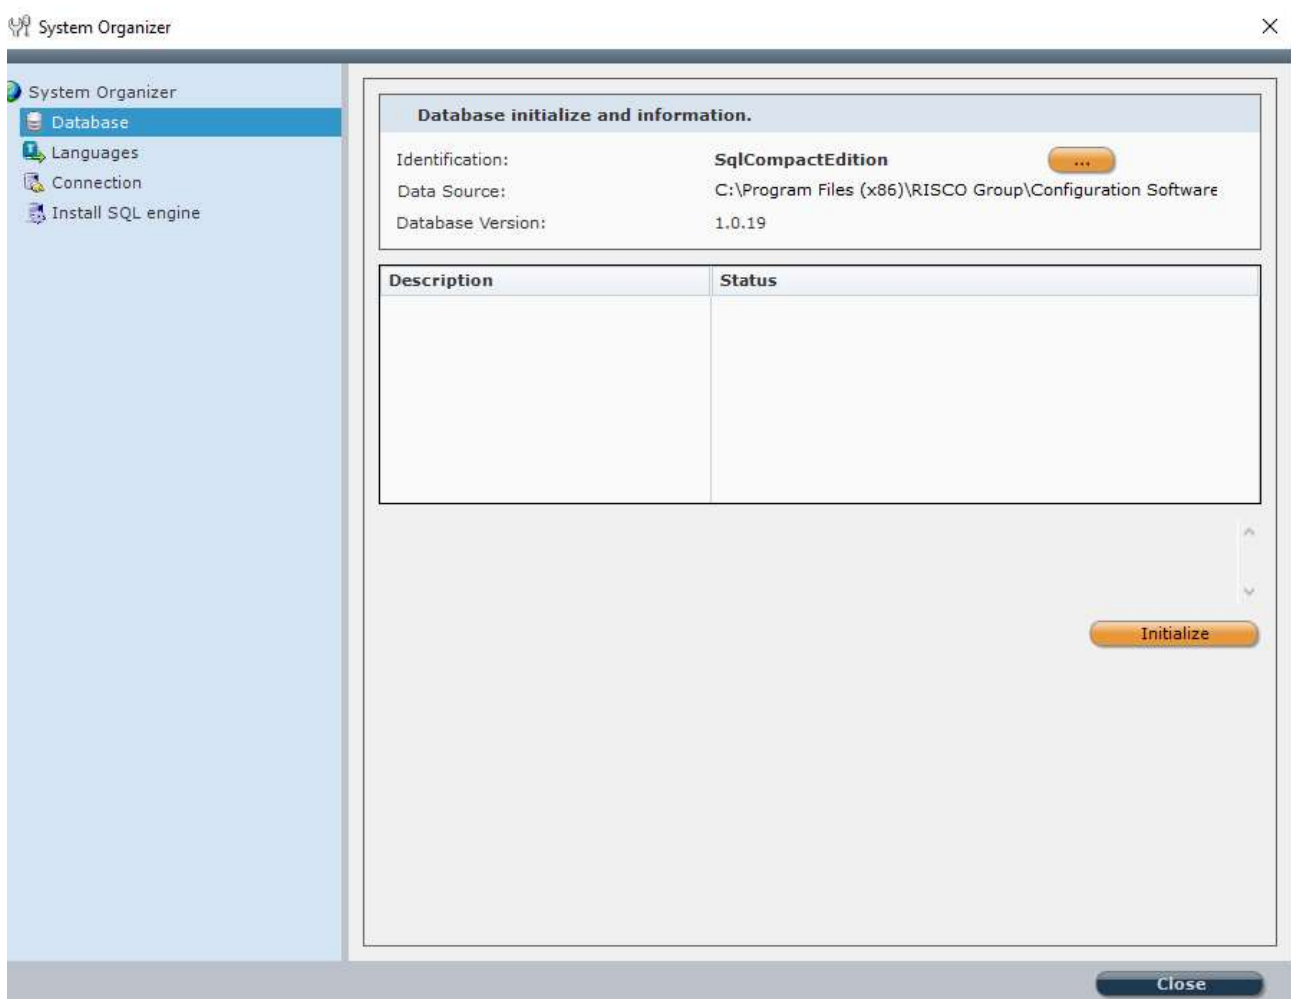 System Organizer
System Organizer
Database
Languages
Connection
Install SQL engine
Database initialize and information.
Identification: SqlCompactEdition ...
Data Source: C:\Program Files (x86)\RISCO Group\Configuration Software
Database Version: 1.0.19
Description Status
Initialize
Close